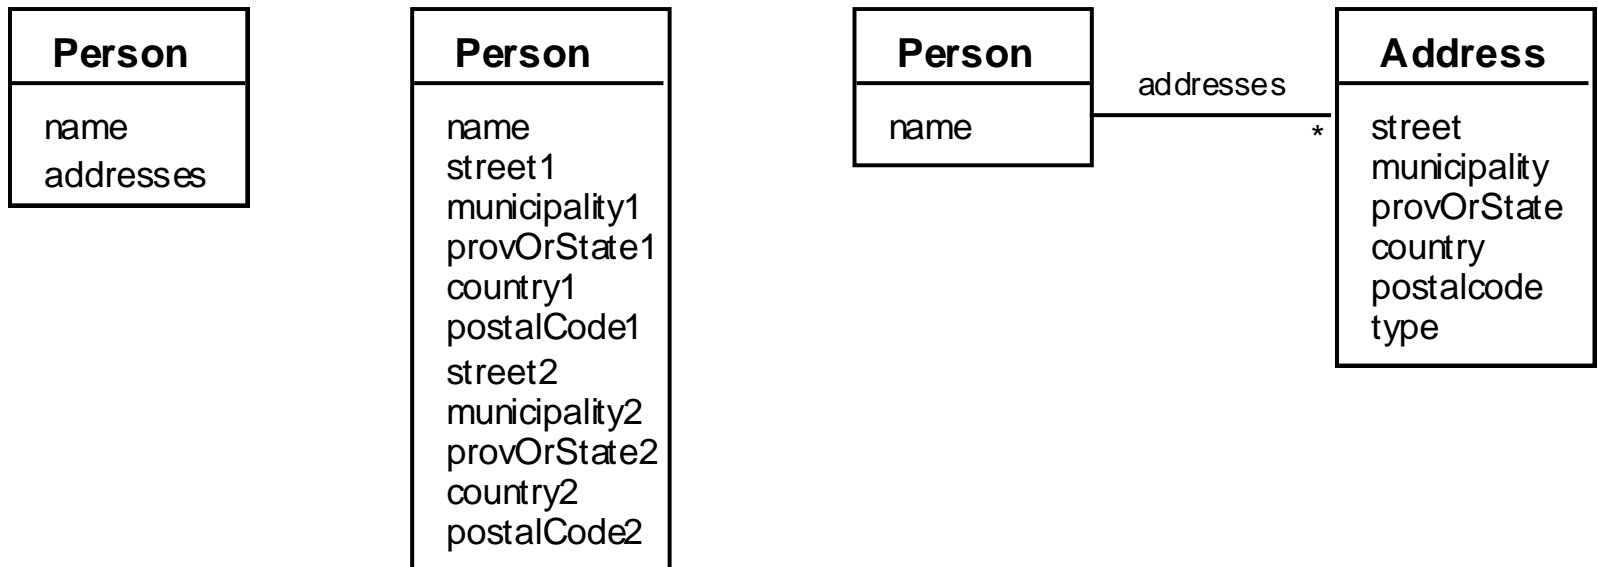 Person
name
addresses
Person
name
street1
municipality1
provOrState1
country1
postalCode1
street2
municipality2
provOrState2
country2
postalCode2
Person
name
addresses
*
Address
street
municipality
provOrState
country
postalcode
type